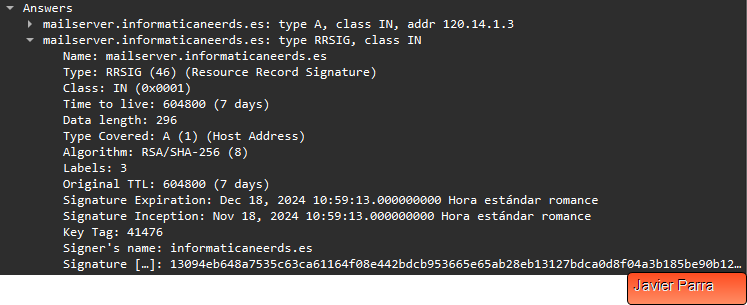 Answers
mailserver.informaticaneerds.es: type A, class IN, addr 120.14.1.3
mailserver.informaticaneerds.es: type RRSIG, class IN
Name: mailserver.informaticaneerds.es
Type: RRSIG (46) (Resource Record Signature)
Class: IN (0x0001)
Time to live: 604800 (7 days)
Data length: 296
Type Covered: A (1) (Host Address)
Algorithm: RSA/SHA-256 (8)
Labels: 3
Original TTL: 604800 (7 days)
Signature Expiration: Dec 18, 2024 10:59:13.000000000 Hora estándar romance
Signature Inception: Nov 18, 2024 10:59:13.000000000 Hora estándar romance
Key Tag: 41476
Signer's name: informaticaneerds.es
Signature […]: 13094eb648a7535c63ca61164f08e442bdcb953665e65ab28eb13127bdca0d8f04a3b185be90b12…
Javier Parra